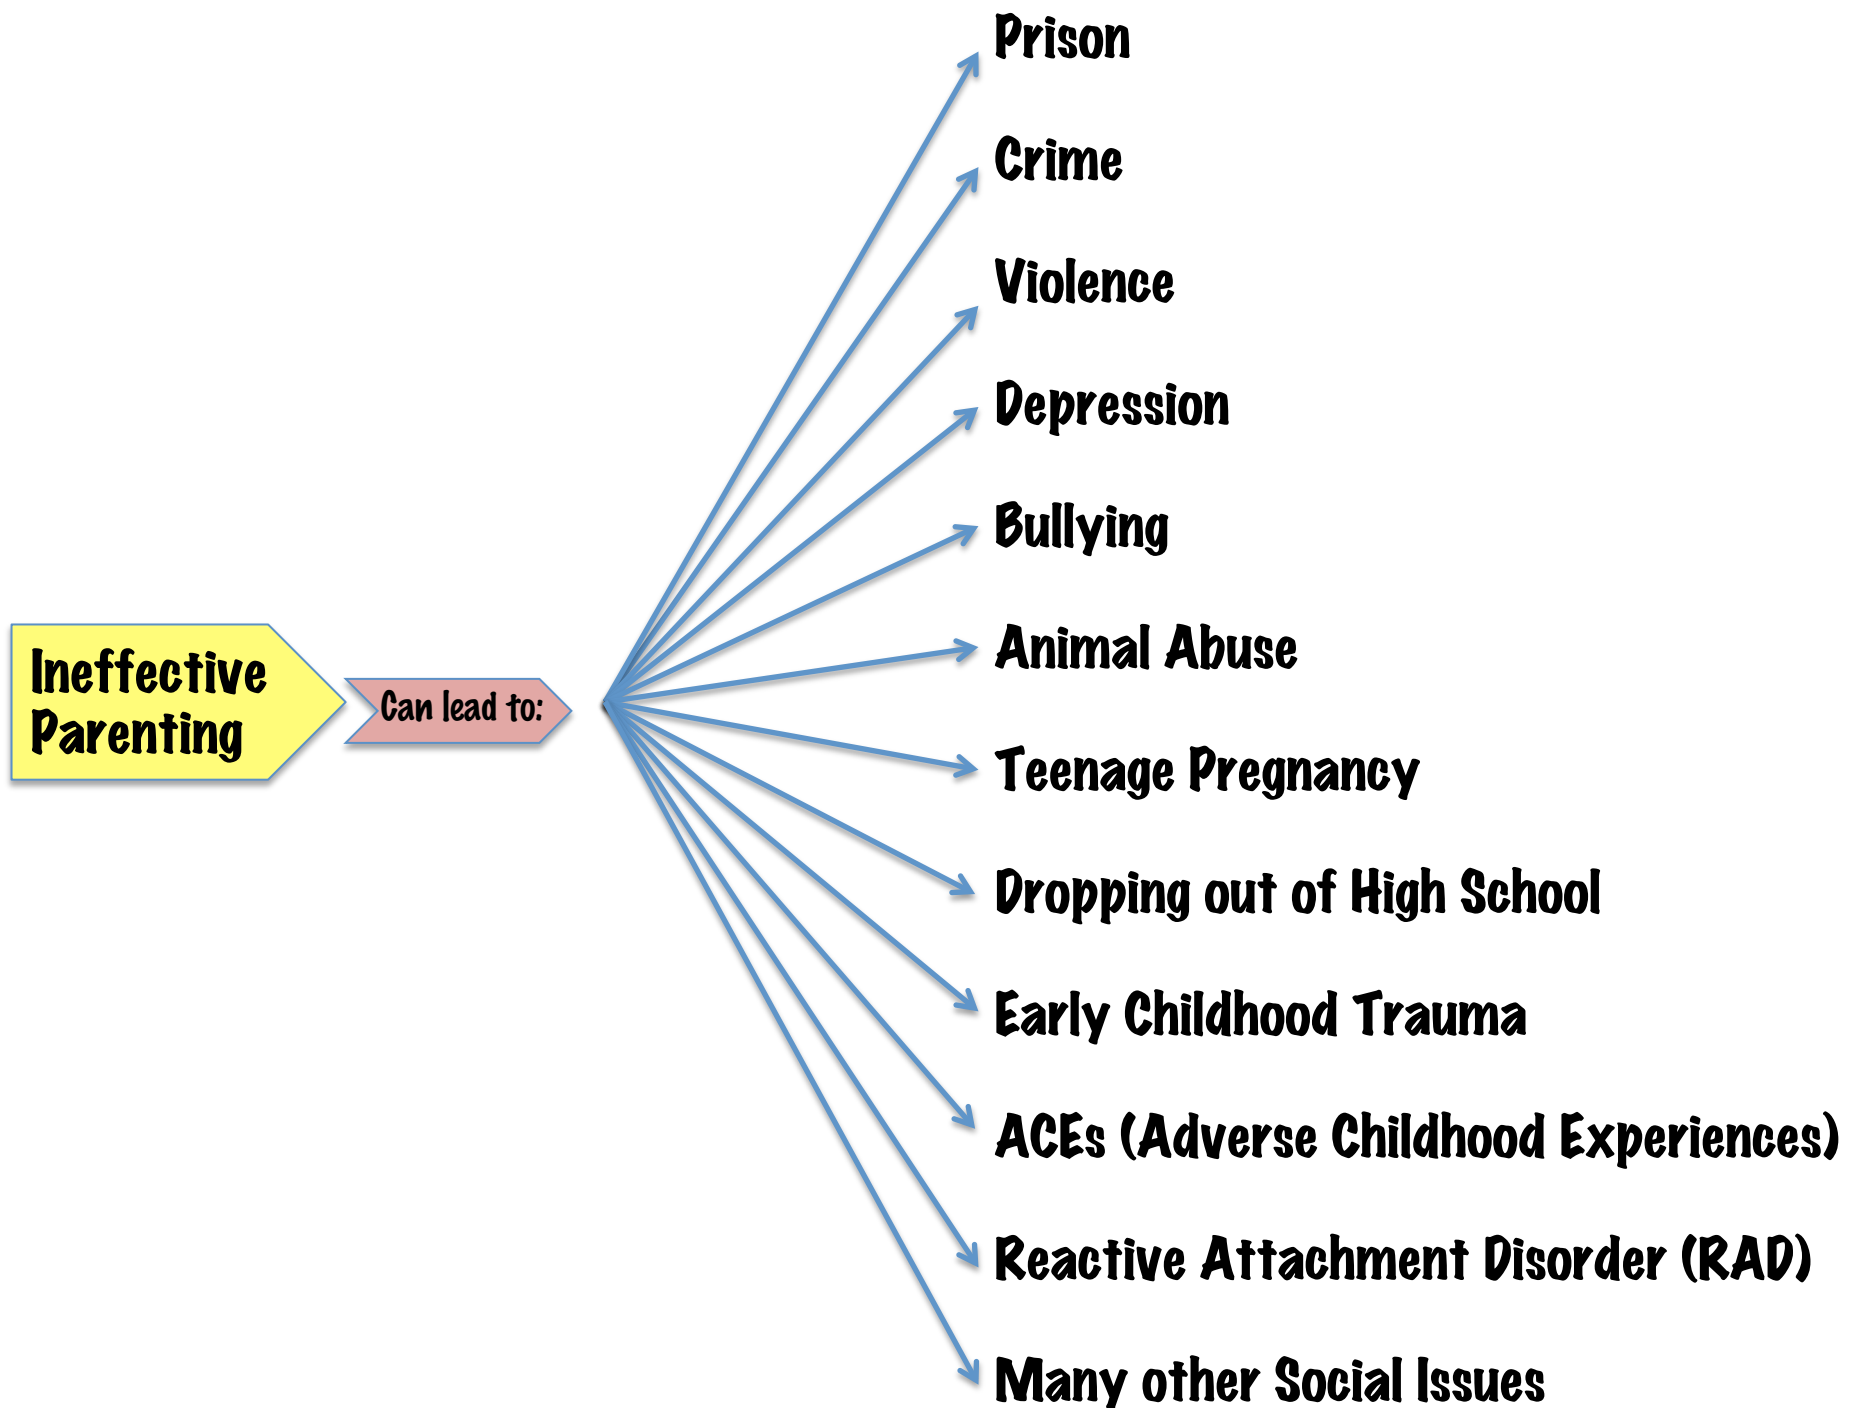 Prison
Crime
Violence
Depression
Bullying
Ineffective
Parenting
Can lead to:
Animal Abuse
Teenage Pregnancy
Dropping out of High School
Early Childhood Trauma
ACEs (Adverse Childhood Experiences)
Reactive Attachment Disorder (RAD)
Many other Social Issues